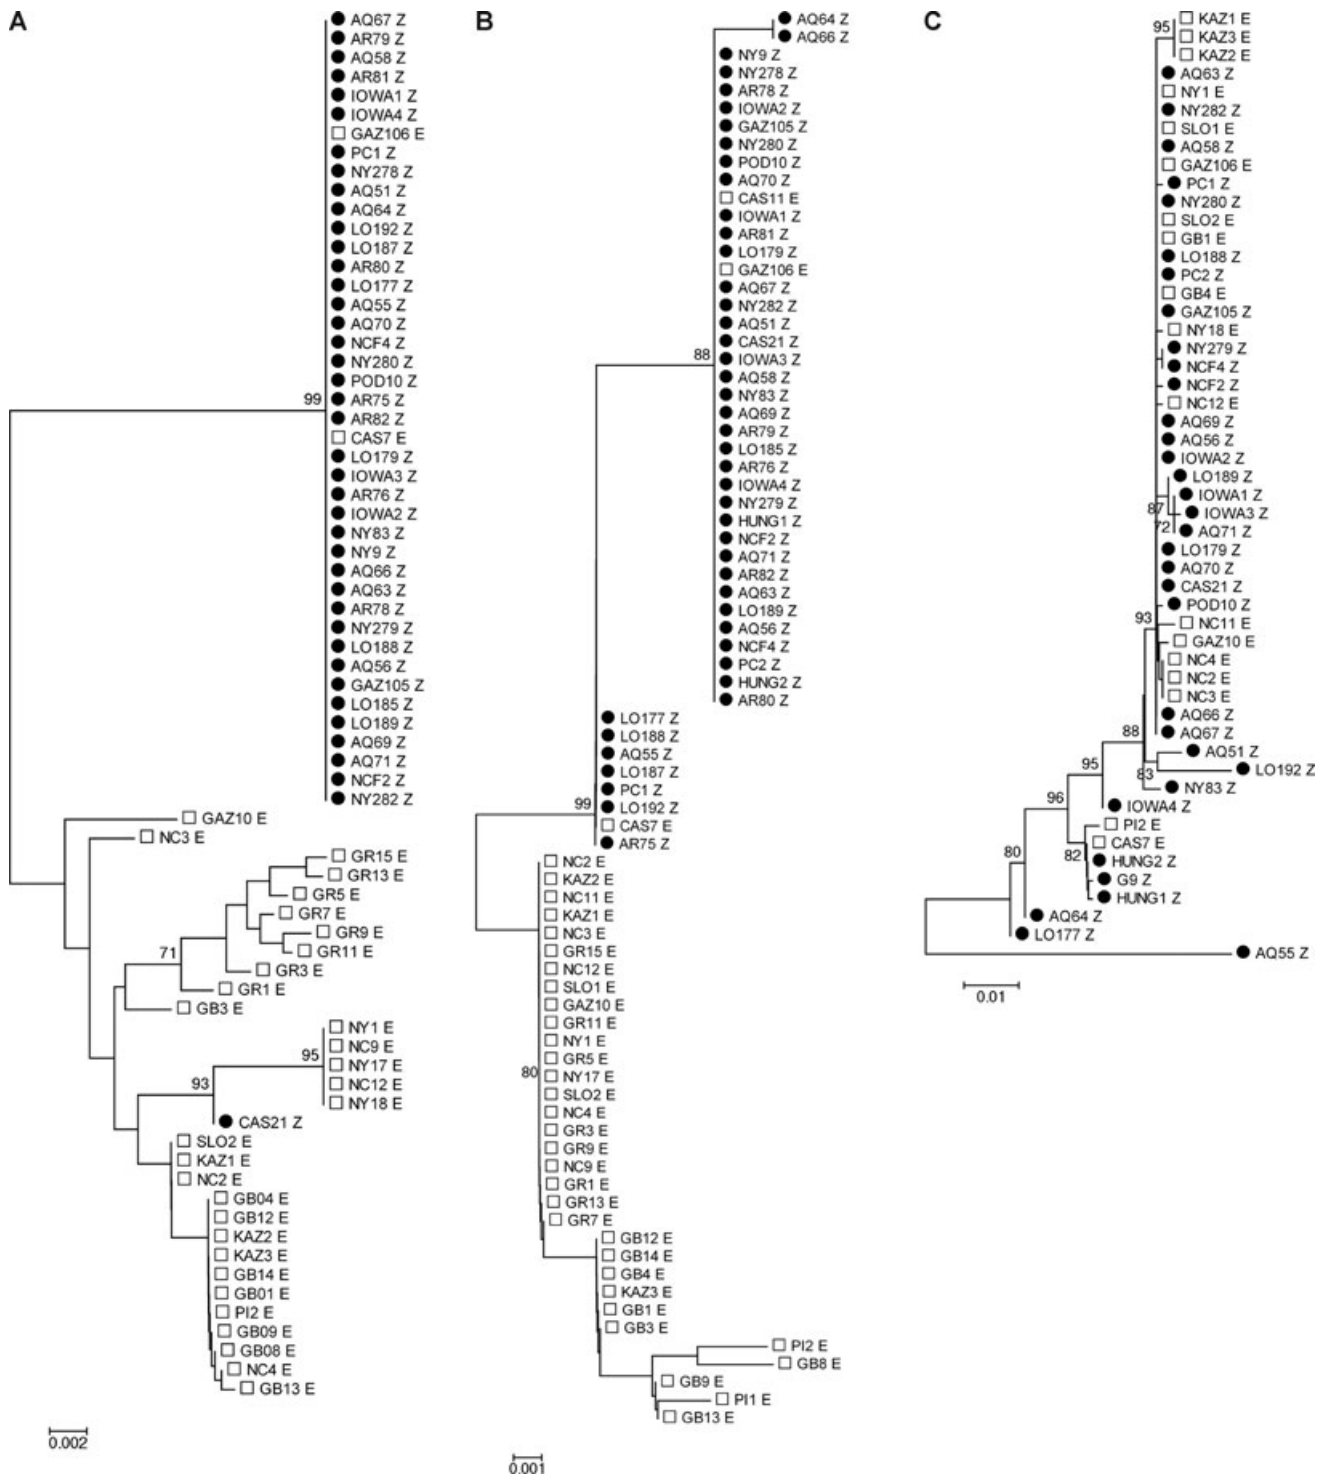 A
AQ67 Z
AR79 Z
AQ58 Z
AR81 Z
IOWA1 Z
IOWA4 Z
GAZ106 E
PC1 Z
NY278 Z
AQ51 Z
AQ64 Z
LO192 Z
LO187 Z
AR80 Z
LO177 Z
AQ55 Z
AQ70 Z
NCF4 Z
NY280 Z
POD10 Z
AR75 Z
99
AR82 Z
CAS7 E
LO179 Z
IOWA3 Z
AR76 Z
IOWA2 Z
NY83 Z
NY9 Z
AQ66 Z
AQ63 Z
AR78 Z
NY279 Z
LO188 Z
AQ56 Z
GAZ105 Z
LO185 Z
LO189 Z
AQ69 Z
AQ71 Z
NCF2 Z
NY282 Z
GAZ10 E
NC3 E
GR15 E
GR13 E
GR5 E
GR7 E
GR9 E
71
GR11 E
GR3 E
GR1 E
GB3 E
NY1 E
NC9 E
95
NY17 E
93
NC12 E
NY18 E
CAS21 Z
SLO2 E
KAZ1 E
NC2 E
GB04 E
GB12 E
KAZ2 E
KAZ3 E
GB14 E
GB01 E
PI2 E
GB09 E
GB08 E
NC4 E
GB13 E
0.002
B
AQ64 Z
AQ66 Z
NY9 Z
NY278 Z
AR78 Z
IOWA2 Z
GAZ105 Z
NY280 Z
POD10 Z
AQ70 Z
CAS11 E
IOWA1 Z
AR81 Z
LO179 Z
GAZ106 E
AQ67 Z
NY282 Z
AQ51 Z
CAS21 Z
88
IOWA3 Z
AQ58 Z
NY83 Z
AQ69 Z
AR79 Z
LO185 Z
AR76 Z
IOWA4 Z
NY279 Z
HUNG1 Z
NCF2 Z
AQ71 Z
AR82 Z
AQ63 Z
LO189 Z
AQ56 Z
NCF4 Z
PC2 Z
HUNG2 Z
AR80 Z
LO177 Z
LO188 Z
AQ55 Z
LO187 Z
PC1 Z
99
LO192 Z
CAS7 E
AR75 Z
NC2 E
KAZ2 E
NC11 E
KAZ1 E
NC3 E
GR15 E
NC12 E
SLO1 E
GAZ10 E
GR11 E
NY1 E
GR5 E
80
NY17 E
SLO2 E
NC4 E
GR3 E
GR9 E
NC9 E
GR1 E
GR13 E
GR7 E
GB12 E
GB14 E
GB4 E
KAZ3 E
GB1 E
GB3 E
PI2 E
GB8 E
GB9 E
PI1 E
GB13 E
0.001
C
KAZ1 E
95
KAZ3 E
KAZ2 E
AQ63 Z
NY1 E
NY282 Z
SLO1 E
AQ58 Z
GAZ106 E
PC1 Z
NY280 Z
SLO2 E
GB1 E
LO188 Z
PC2 Z
GB4 E
GAZ105 Z
NY18 E
NY279 Z
NCF4 Z
NCF2 Z
NC12 E
AQ69 Z
AQ56 Z
IOWA2 Z
LO189 Z
IOWA1 Z
87
IOWA3 Z
72
AQ71 Z
LO179 Z
AQ70 Z
CAS21 Z
POD10 Z
93
NC11 E
GAZ10 E
NC4 E
NC2 E
NC3 E
AQ66 Z
88
AQ67 Z
AQ51 Z
95
83
LO192 Z
NY83 Z
96
IOWA4 Z
PI2 E
CAS7 E
80
82
HUNG2 Z
G9 Z
HUNG1 Z
AQ64 Z
LO177 Z
AQ55 Z
0.01